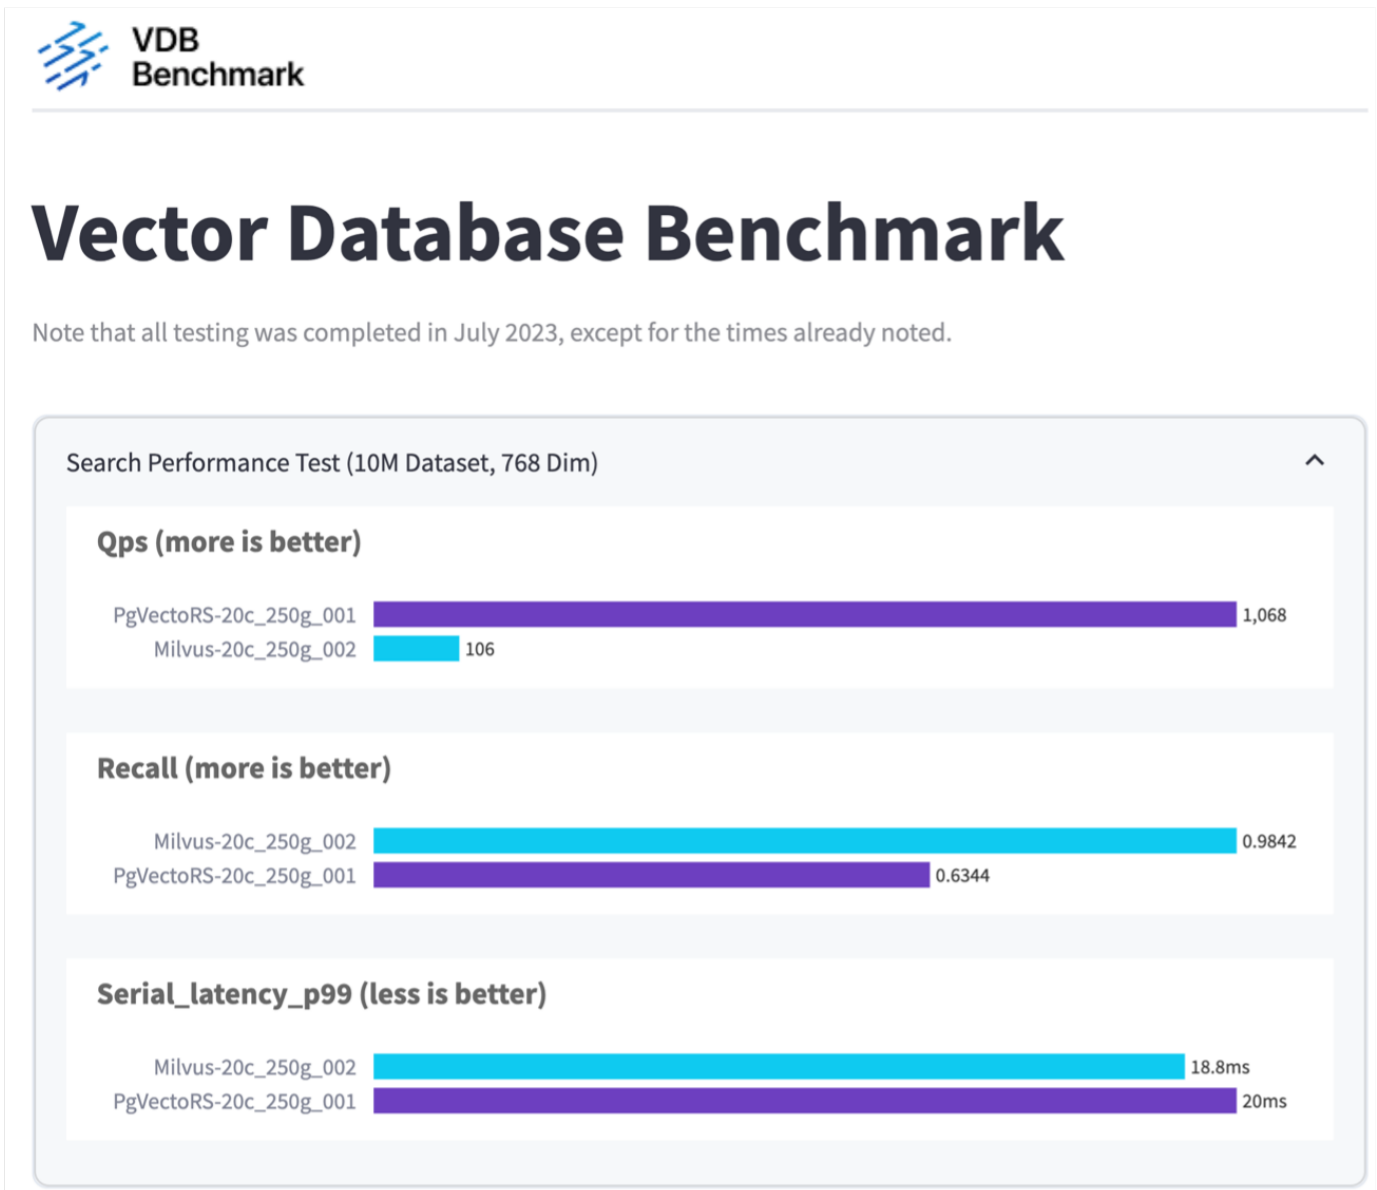 VDB
Benchmark
Vector Database Benchmark
Note that all testing was completed in July 2023, except for the times already noted.
Search Performance Test (10M Dataset, 768 Dim)
Qps (more is better)
PgVectoRS-20c_250g_001 1,068
Milvus-20c_250g_002 106
Recall (more is better)
Milvus-20c_250g_002 0.9842
PgVectoRS-20c_250g_001 0.6344
Serial_latency_p99 (less is better)
Milvus-20c_250g_002 18.8ms
PgVectoRS-20c_250g_001 20ms